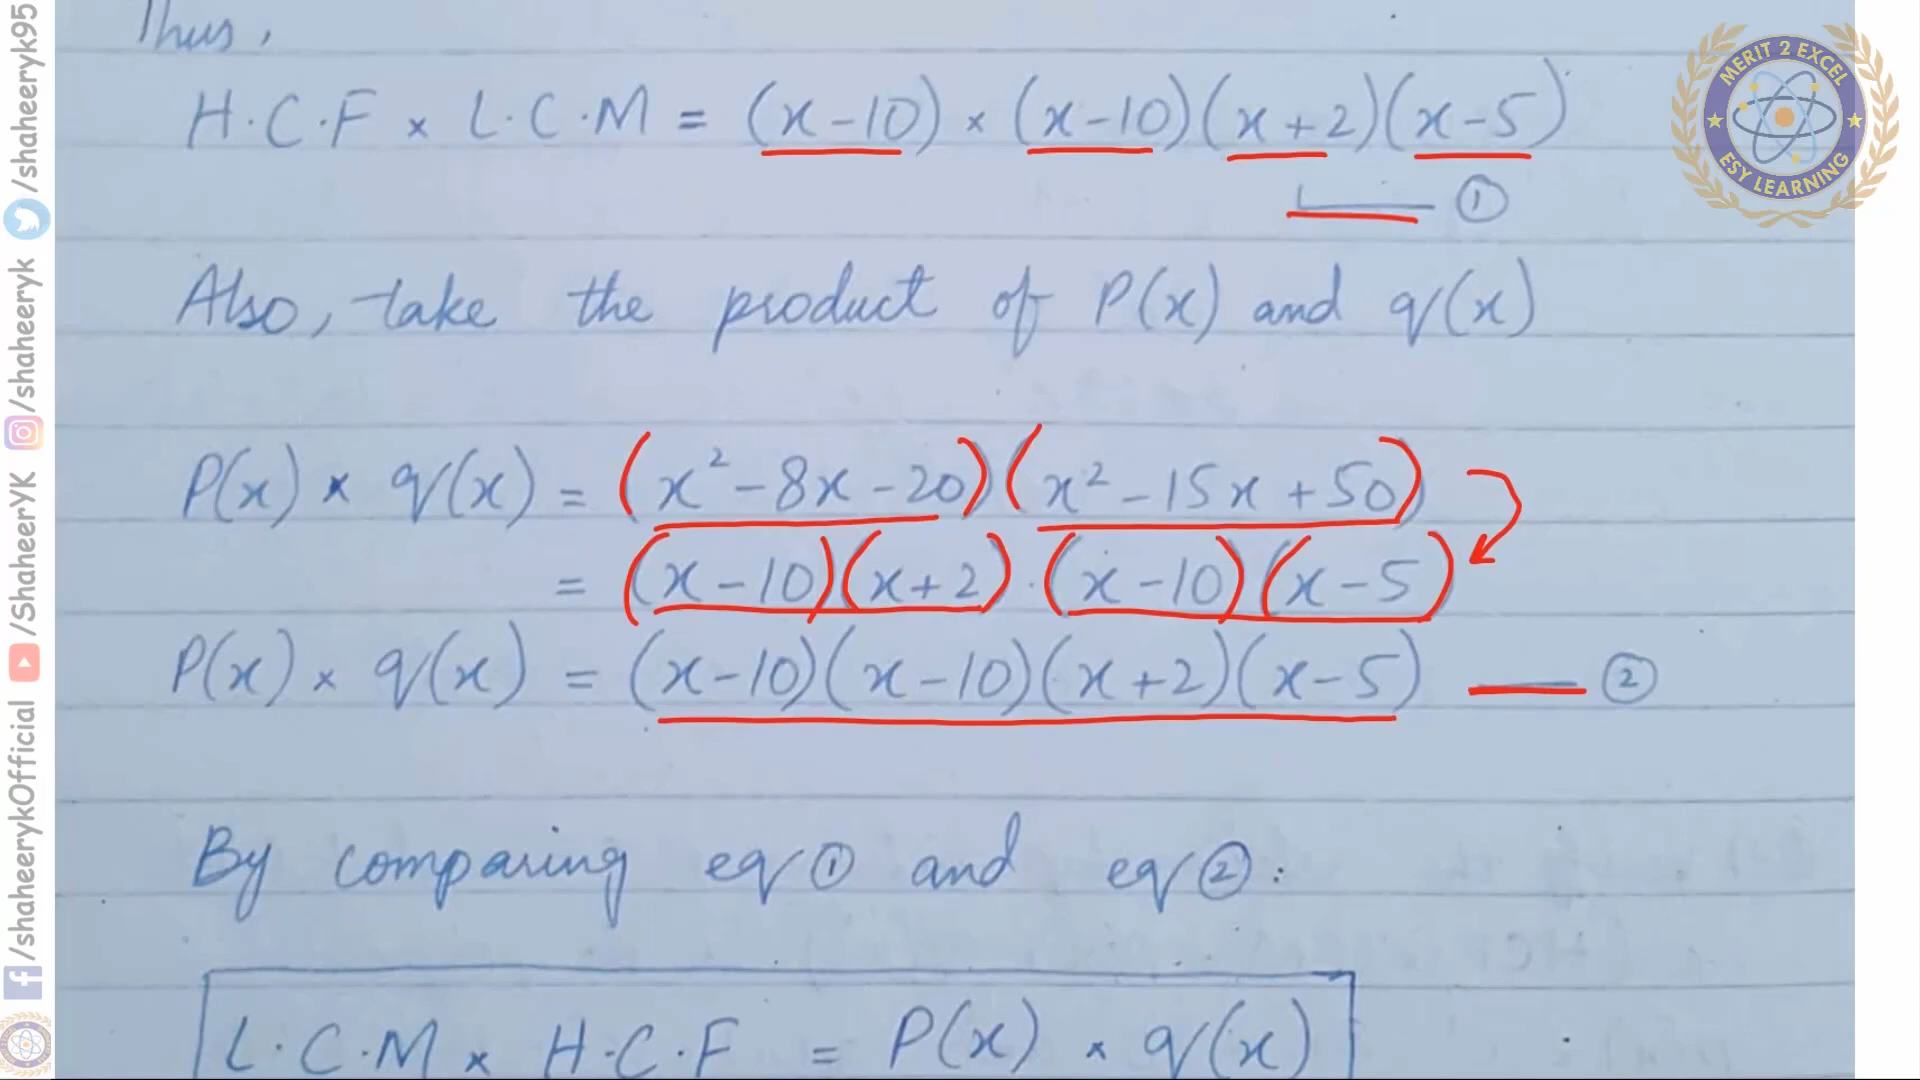 Thus,
H.C.F × L.C.M = (x-10) × (x-10)(x+2)(x-5)
—— ①
Also, take the product of P(x) and q(x)
P(x) × q(x) = (x² - 8x - 20)(x² - 15x + 50)
= (x-10)(x+2) · (x-10)(x-5)
P(x) × q(x) = (x-10)(x-10)(x+2)(x-5) —— ②
By comparing eq① and eq②:
L.C.M × H.C.F = P(x) × q(x)
MERIT 2 EXCEL
ESY LEARNING
/shaheeryk95
/shaheeryk
/ShaheerYK
/shaheerykOfficial